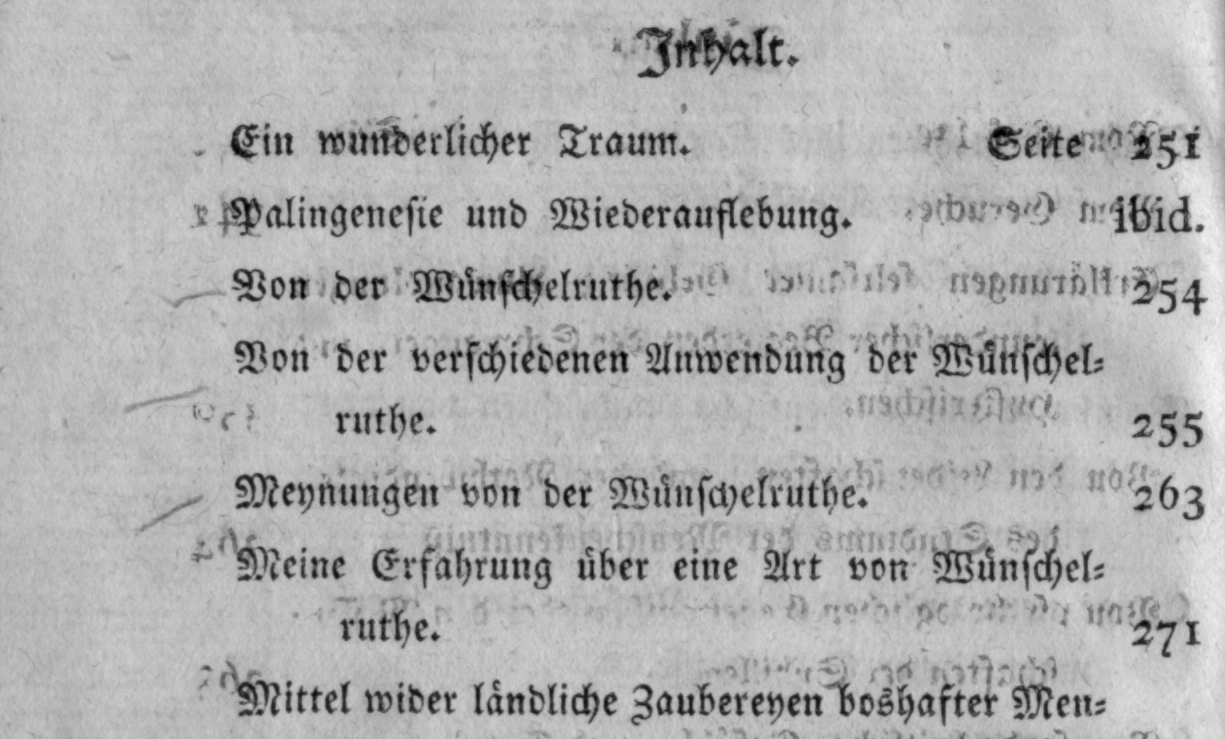 Inhalt.
Ein wunderlicher Traum. Seite 251
Palingenesie und Wiederauflebung. ibid.
Von der Wünschelruthe. 254
Von der verschiedenen Anwendung der Wünschel-
ruthe. 255
Meynungen von der Wünschelruthe. 263
Meine Erfahrung über eine Art von Wünschel-
ruthe. 271
Mittel wider ländliche Zaubereyen boshafter Men-